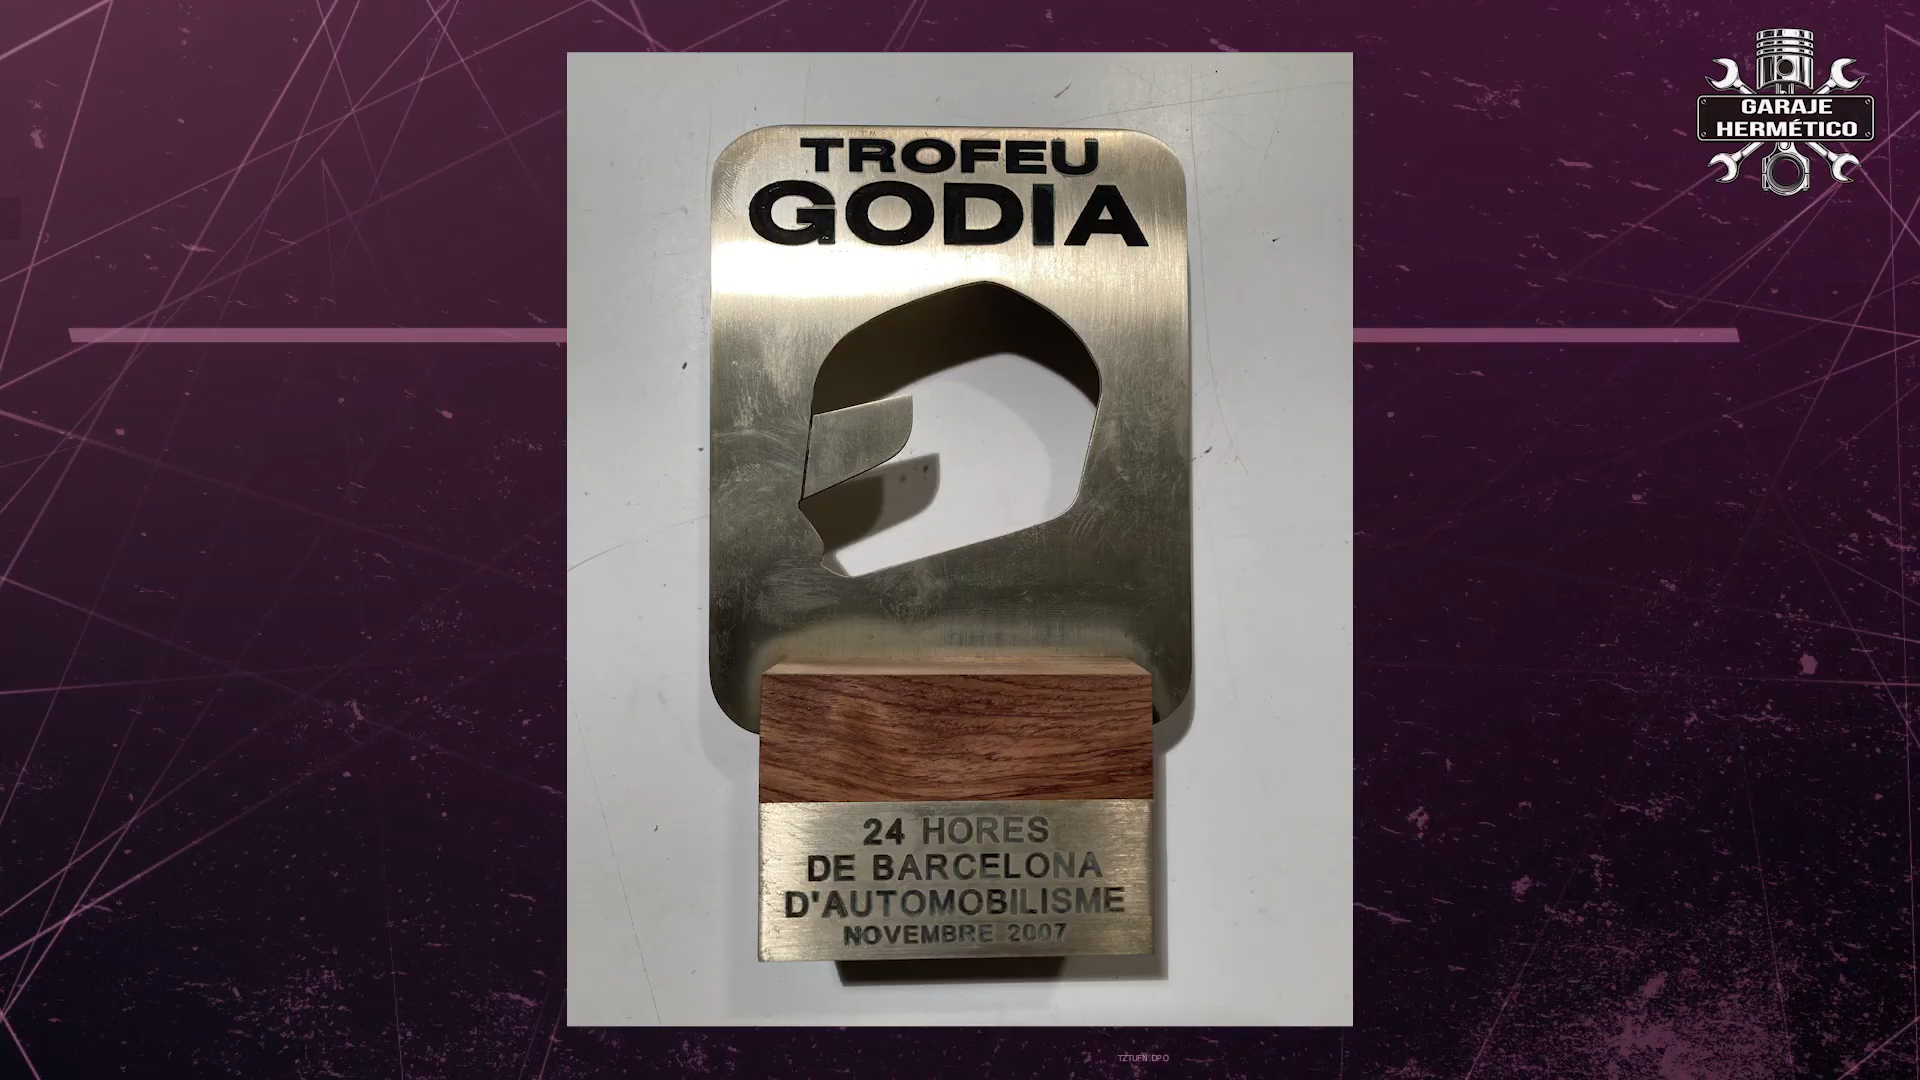 GARAJE
HERMÉTICO
TROFEU
GODIA
24 HORES
DE BARCELONA
D'AUTOMOBILISME
NOVEMBRE 2007